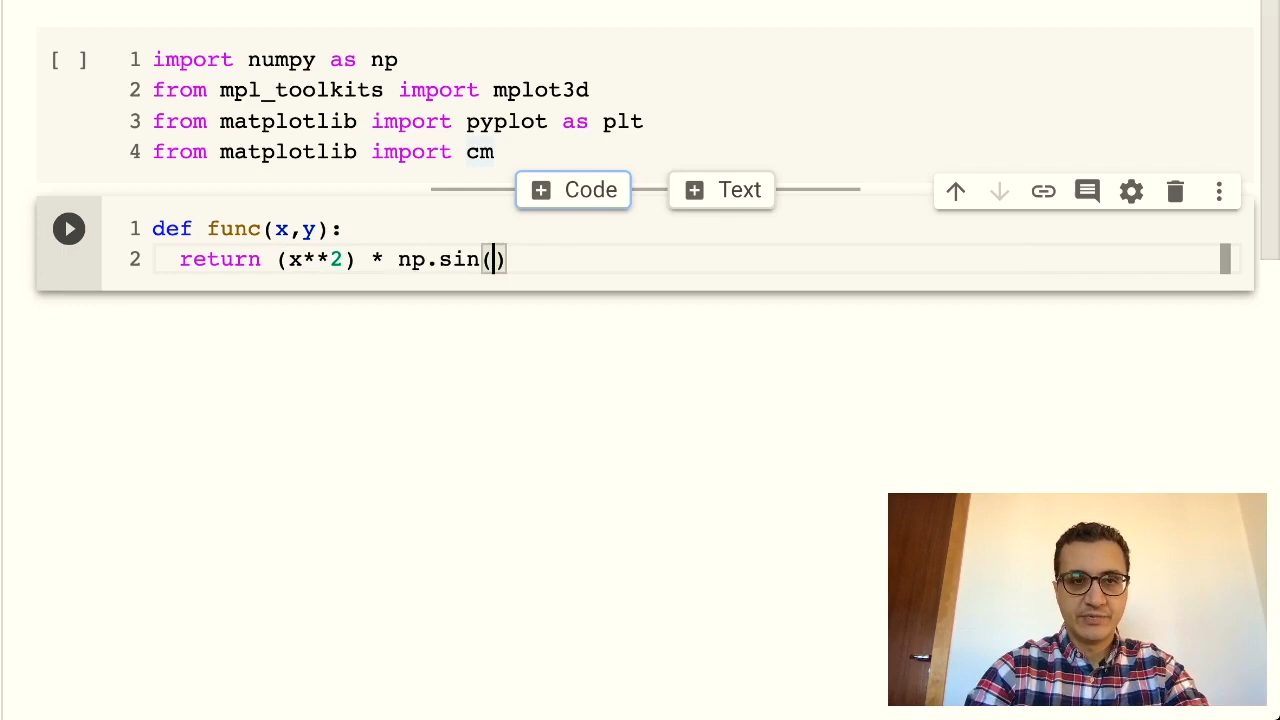 [ ] 1 import numpy as np
2 from mpl_toolkits import mplot3d
3 from matplotlib import pyplot as plt
4 from matplotlib import cm
Code Text
1 def func(x,y):
2 return (x**2) * np.sin()